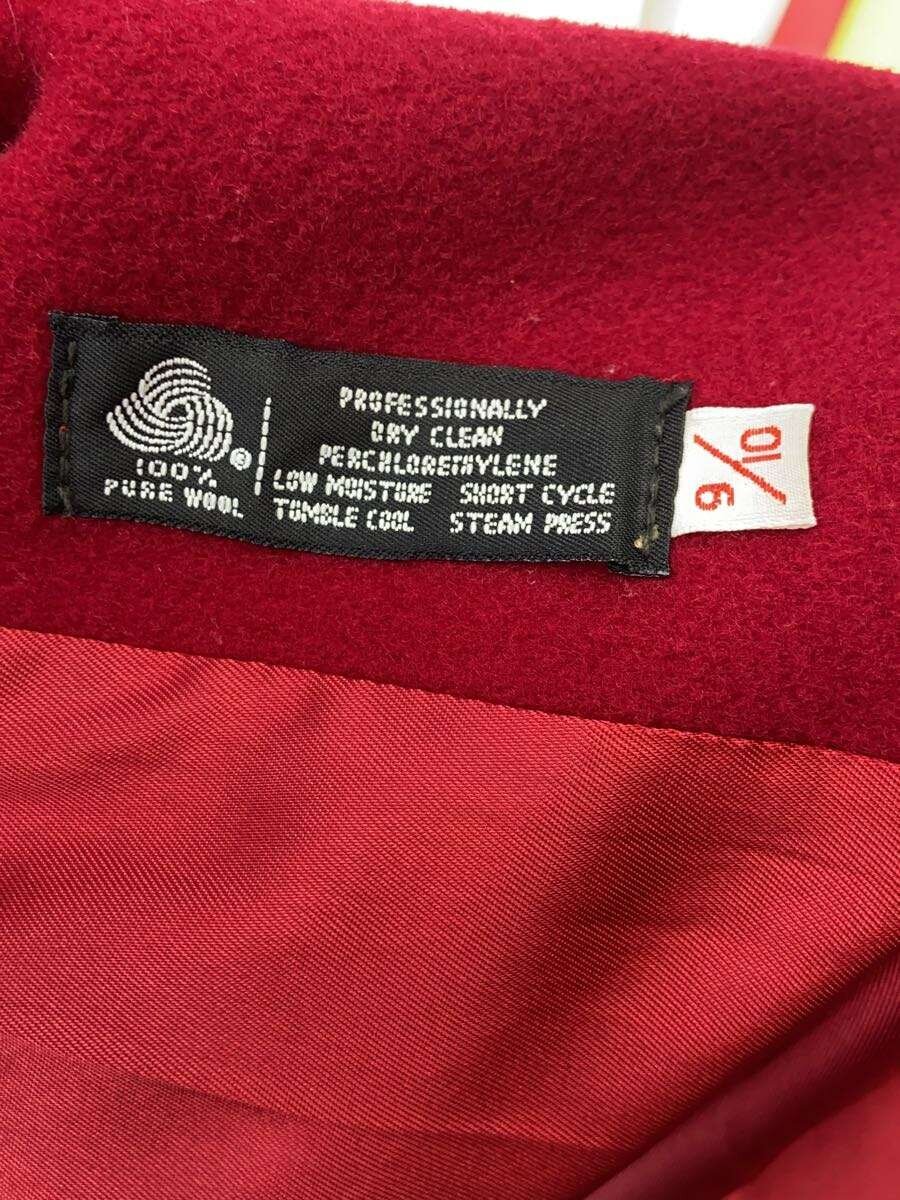 100%
PURE WOOL
®
PROFESSIONALLY
DRY CLEAN
PERCHLORETHYLENE
LOW MOISTURE SHORT CYCLE
TUMBLE COOL STEAM PRESS
9/10